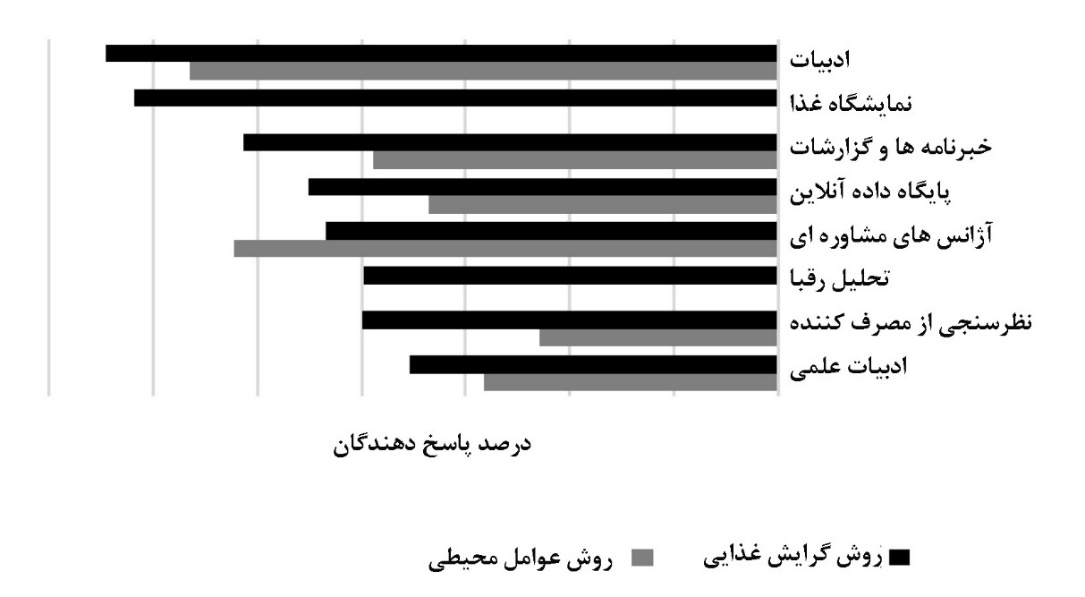 ادبیات
نمایشگاه غذا
خبرنامه ها و گزارشات
پایگاه داده آنلاین
آژانس های مشاوره ای
تحلیل رقبا
نظرسنجی از مصرف کننده
ادبیات علمی
درصد پاسخ دهندگان
روش گرایش غذایی
روش عوامل محیطی